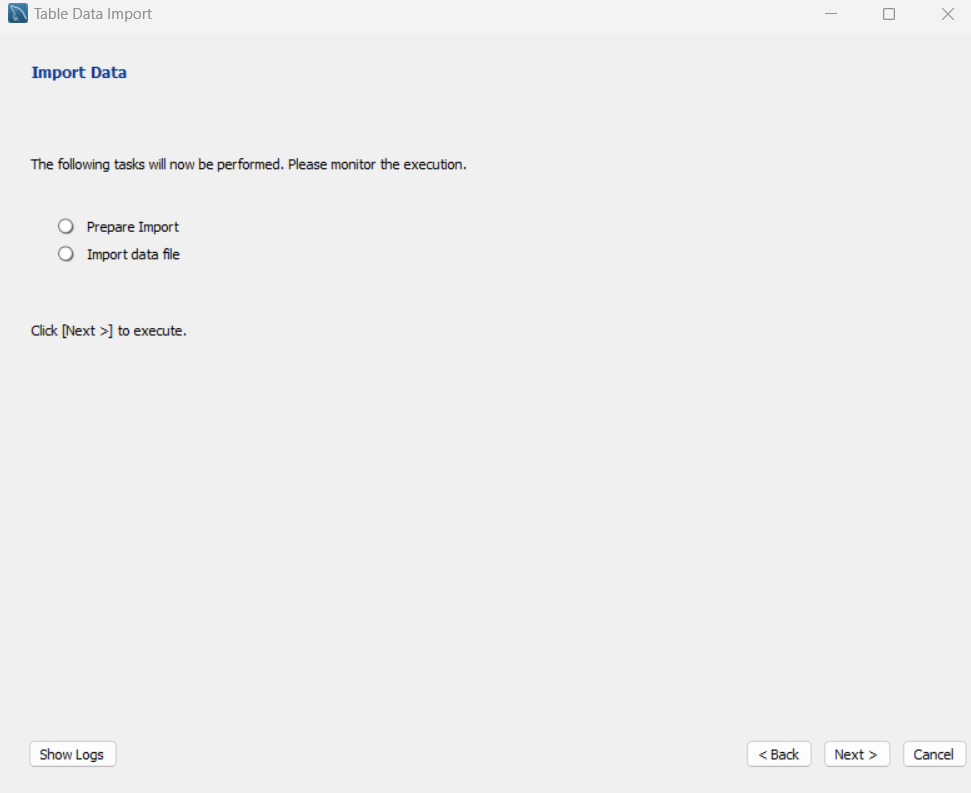 Table Data Import
Import Data
The following tasks will now be performed. Please monitor the execution.
Prepare Import
Import data file
Click [Next >] to execute.
Show Logs
< Back
Next >
Cancel